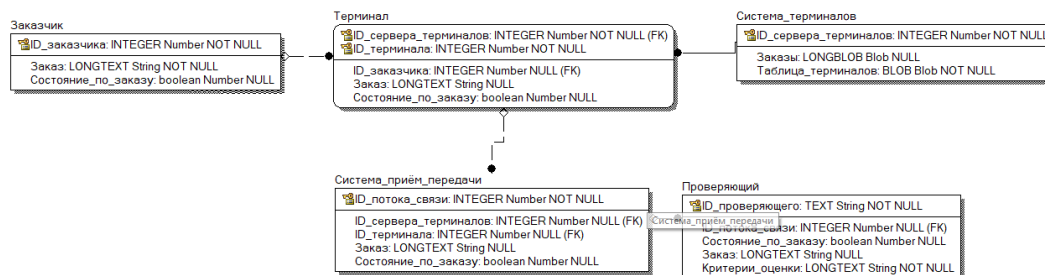 Заказчик
ID_заказчика: INTEGER Number NOT NULL
Заказ: LONGTEXT String NOT NULL
Состояние_по_заказу: boolean Number NULL
Терминал
ID_сервера_терминалов: INTEGER Number NOT NULL (FK)
ID_терминала: INTEGER Number NOT NULL
ID_заказчика: INTEGER Number NULL (FK)
Заказ: LONGTEXT String NULL
Состояние_по_заказу: boolean Number NULL
Система_терминалов
ID_сервера_терминалов: INTEGER Number NOT NULL
Заказы: LONGBLOB Blob NULL
Таблица_терминалов: BLOB Blob NOT NULL
Система_приём_передачи
ID_потока_связи: INTEGER Number NOT NULL
ID_сервера_терминалов: INTEGER Number NULL (FK)
ID_терминала: INTEGER Number NULL (FK)
Заказ: LONGTEXT String NULL
Состояние_по_заказу: boolean Number NULL
Система_приём_передачи
Проверяющий
ID_проверяющего: TEXT String NOT NULL
ID_потока_связи: INTEGER Number NULL (FK)
Состояние_по_заказу: boolean Number NULL
Заказ: LONGTEXT String NULL
Критерии_оценки: LONGTEXT String NOT NULL